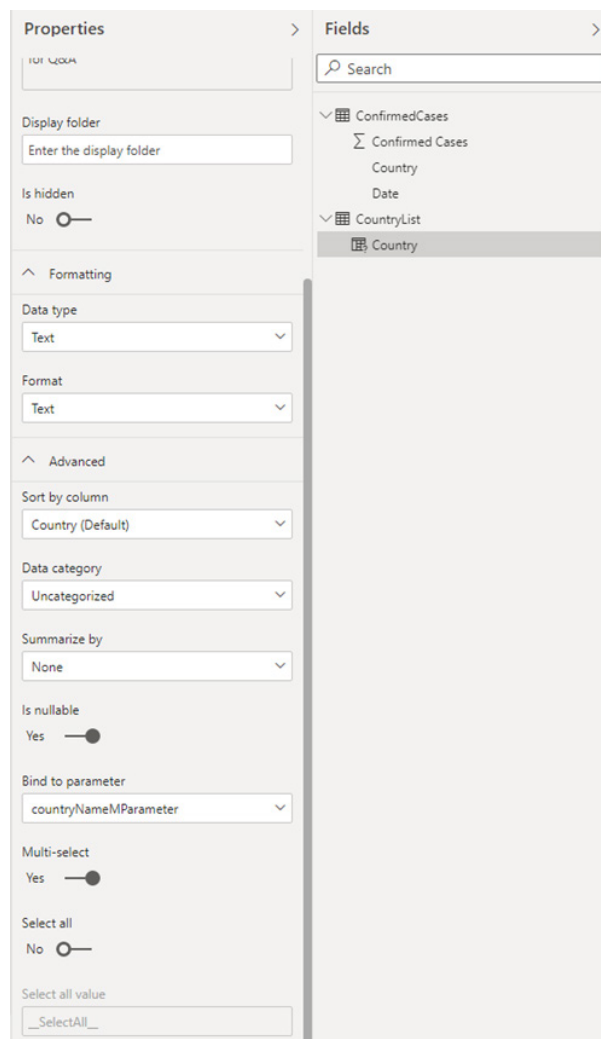 Properties
for Q&A
Display folder
Enter the display folder
Is hidden
No
Formatting
Data type
Text
Format
Text
Advanced
Sort by column
Country (Default)
Data category
Uncategorized
Summarize by
None
Is nullable
Yes
Bind to parameter
countryNameMParameter
Multi-select
Yes
Select all
No
Select all value
__SelectAll__
Fields
Search
ConfirmedCases
Confirmed Cases
Country
Date
CountryList
Country